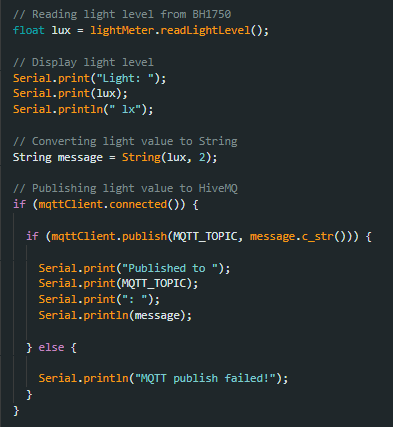 // Reading light level from BH1750
float lux = lightMeter.readLightLevel();

// Display light level
Serial.print("Light: ");
Serial.print(lux);
Serial.println(" lx");

// Converting light value to String
String message = String(lux, 2);

// Publishing light value to HiveMQ
if (mqttClient.connected()) {

  if (mqttClient.publish(MQTT_TOPIC, message.c_str())) {

    Serial.print("Published to ");
    Serial.print(MQTT_TOPIC);
    Serial.print(": ");
    Serial.println(message);

  } else {

    Serial.println("MQTT publish failed!");
  }
}